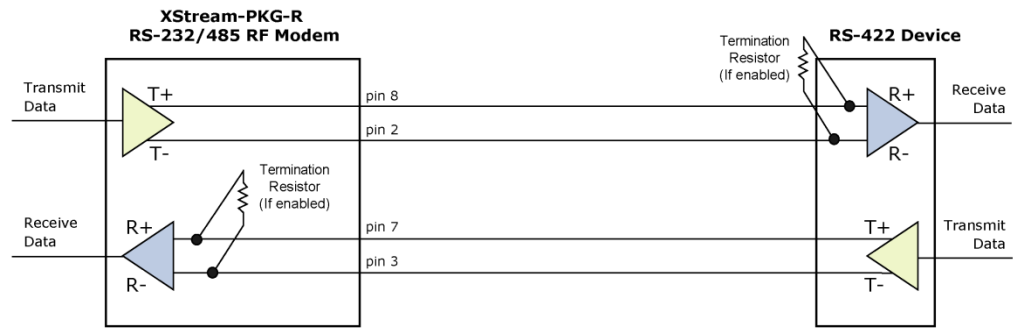 XStream-PKG-R
RS-232/485 RF Modem
RS-422 Device
Termination
Resistor
(If enabled)
Transmit
Data
T+
T-
pin 8
pin 2
R+
R-
Receive
Data
Termination
Resistor
(If enabled)
Receive
Data
R+
R-
pin 7
pin 3
T+
T-
Transmit
Data